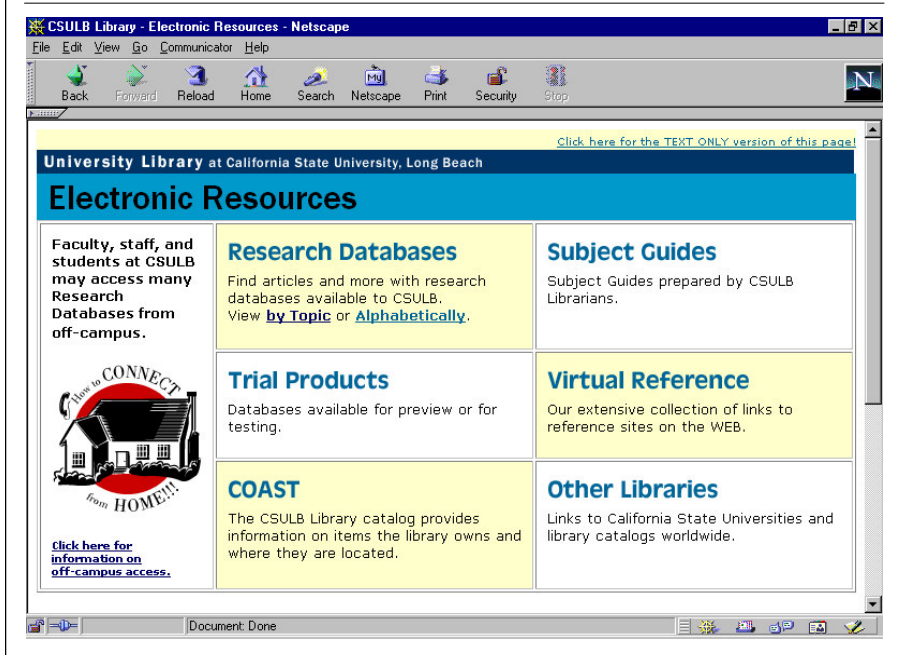 CSULB Library - Electronic Resources - Netscape
File Edit View Go Communicator Help
Back Forward Reload Home Search Netscape Print Security Stop
My
N
Click here for the TEXT ONLY version of this page!
University Library at California State University, Long Beach
Electronic Resources
Faculty, staff, and
students at CSULB
may access many
Research
Databases from
off-campus.
How to CONNECT
from HOME!!!
Click here for
information on
off-campus access.
Research Databases
Find articles and more with research
databases available to CSULB.
View by Topic or Alphabetically.
Subject Guides
Subject Guides prepared by CSULB
Librarians.
Trial Products
Databases available for preview or for
testing.
Virtual Reference
Our extensive collection of links to
reference sites on the WEB.
COAST
The CSULB Library catalog provides
information on items the library owns and
where they are located.
Other Libraries
Links to California State Universities and
library catalogs worldwide.
Document: Done